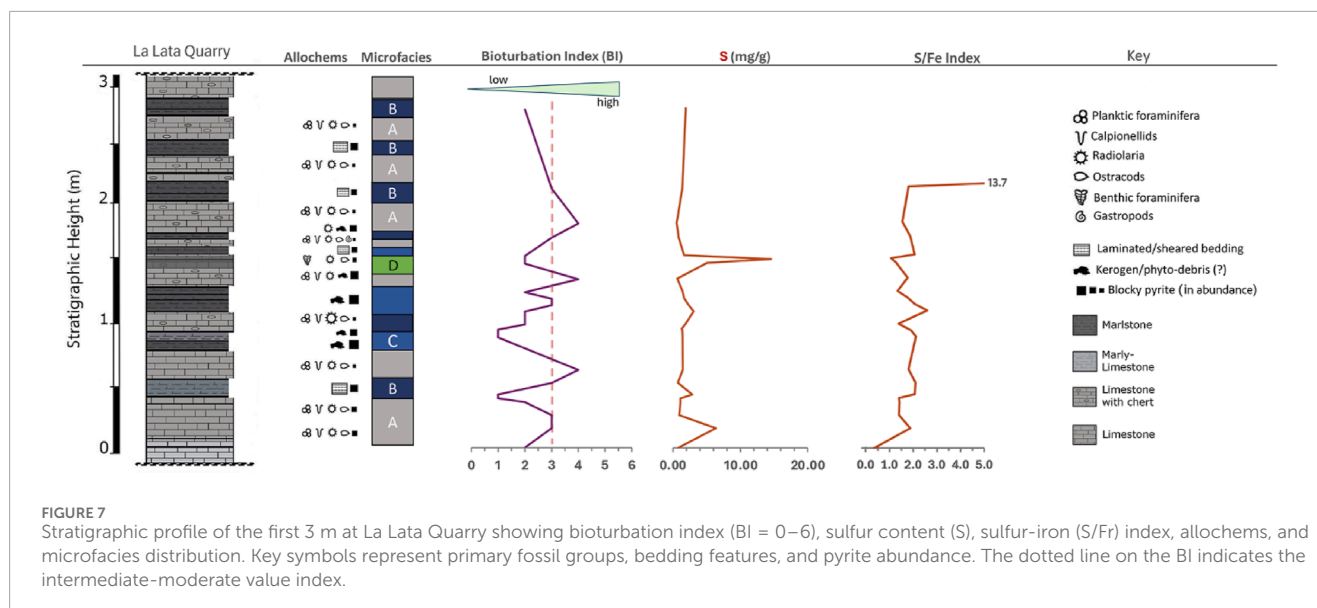 La Lata Quarry
Allochems Microfacies
Bioturbation Index (BI)
S (mg/g)
S/Fe Index
Key
low
high
Stratigraphic Height (m)
3
2
1
0
B
A
B
A
B
A
D
C
B
A
0 1 2 3 4 5 6
0.00 10.00 20.00
13.7
0.0 1.0 2.0 3.0 4.0 5.0
Planktic foraminifera
Calpionellids
Radiolaria
Ostracods
Benthic foraminifera
Gastropods
Laminated/sheared bedding
Kerogen/phyto-debris (?)
Blocky pyrite (in abundance)
Marlstone
Marly-
Limestone
Limestone
with chert
Limestone
FIGURE 7
Stratigraphic profile of the first 3 m at La Lata Quarry showing bioturbation index (BI = 0–6), sulfur content (S), sulfur-iron (S/Fr) index, allochems, and
microfacies distribution. Key symbols represent primary fossil groups, bedding features, and pyrite abundance. The dotted line on the BI indicates the
intermediate-moderate value index.